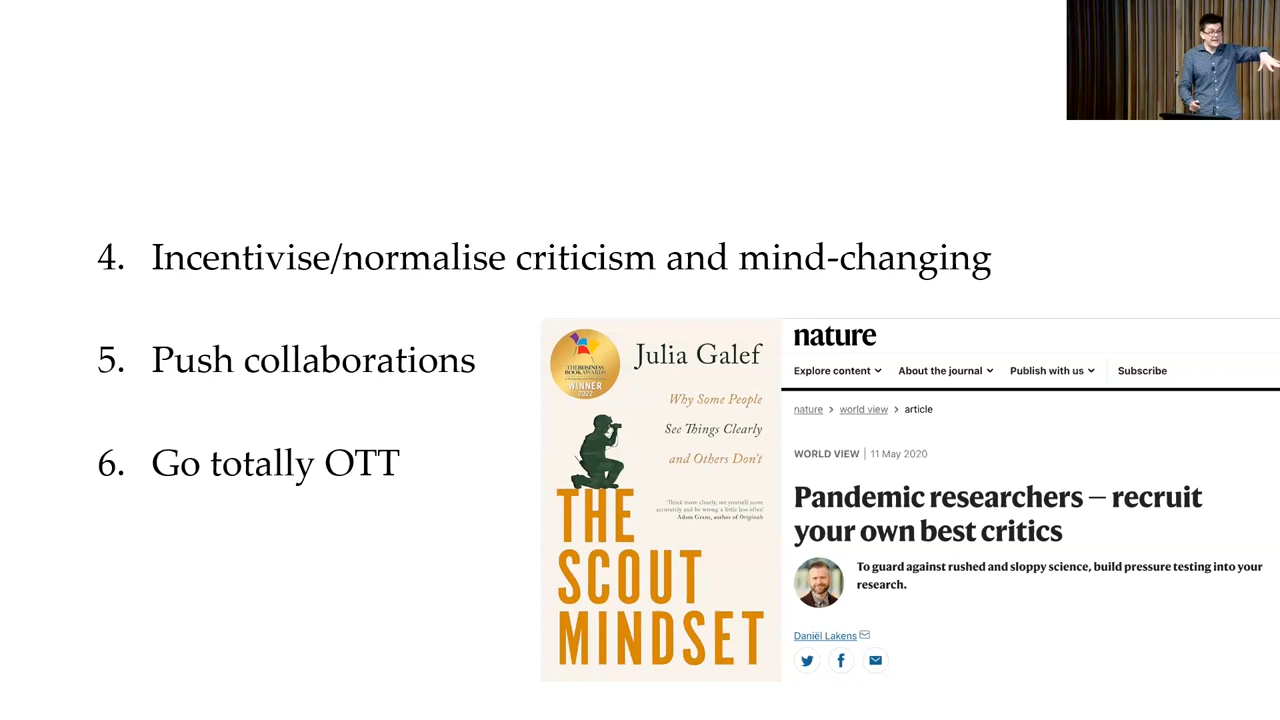 4. Incentivise/normalise criticism and mind-changing
5. Push collaborations
6. Go totally OTT
THE BUSINESS
BOOK AWARDS
WINNER
2022
Julia Galef
Why Some People
See Things Clearly
and Others Don't
'Think more clearly, see yourself more
accurately and be wrong a little less often'
Adam Grant, author of Originals
THE
SCOUT
MINDSET
nature
Explore content About the journal Publish with us Subscribe
nature > world view > article
WORLD VIEW | 11 May 2020
Pandemic researchers — recruit
your own best critics
To guard against rushed and sloppy science, build pressure testing into your
research.
Daniël Lakens